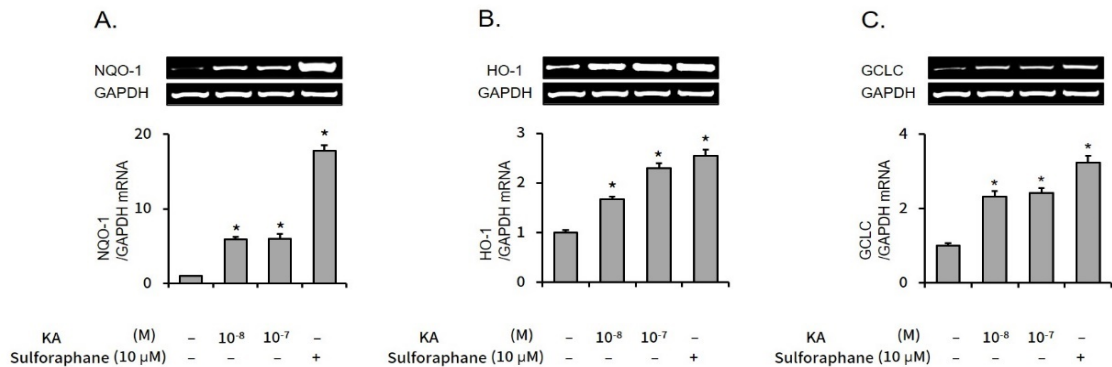 A.
NQO-1
GAPDH
NQO-1
/GAPDH mRNA
20
10
0
*
*
*
KA (M) – 10⁻⁸ 10⁻⁷ –
Sulforaphane (10 μM) – – – +
B.
HO-1
GAPDH
HO-1
/GAPDH mRNA
3
2
1
0
*
*
*
KA (M) – 10⁻⁸ 10⁻⁷ –
Sulforaphane (10 μM) – – – +
C.
GCLC
GAPDH
GCLC
/GAPDH mRNA
4
2
0
*
*
*
KA (M) – 10⁻⁸ 10⁻⁷ –
Sulforaphane (10 μM) – – – +